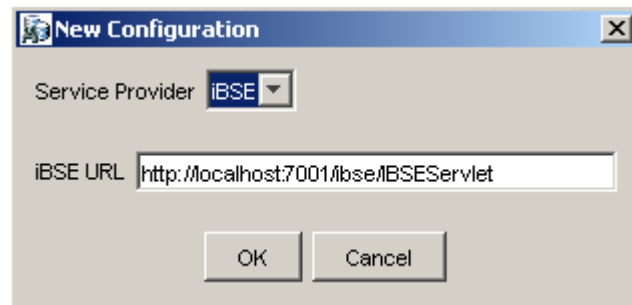 New Configuration
Service Provider iBSE
iBSE URL http://localhost:7001/ibse/IBSEServlet
OK Cancel